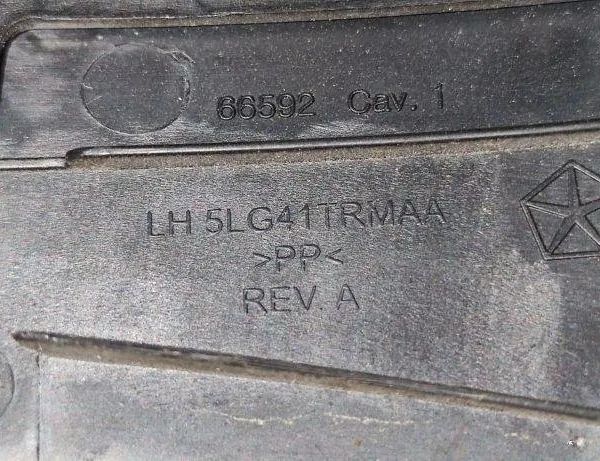 66592 Cav. 1
LH 5LG41TRMAA
>PP<
REV. A